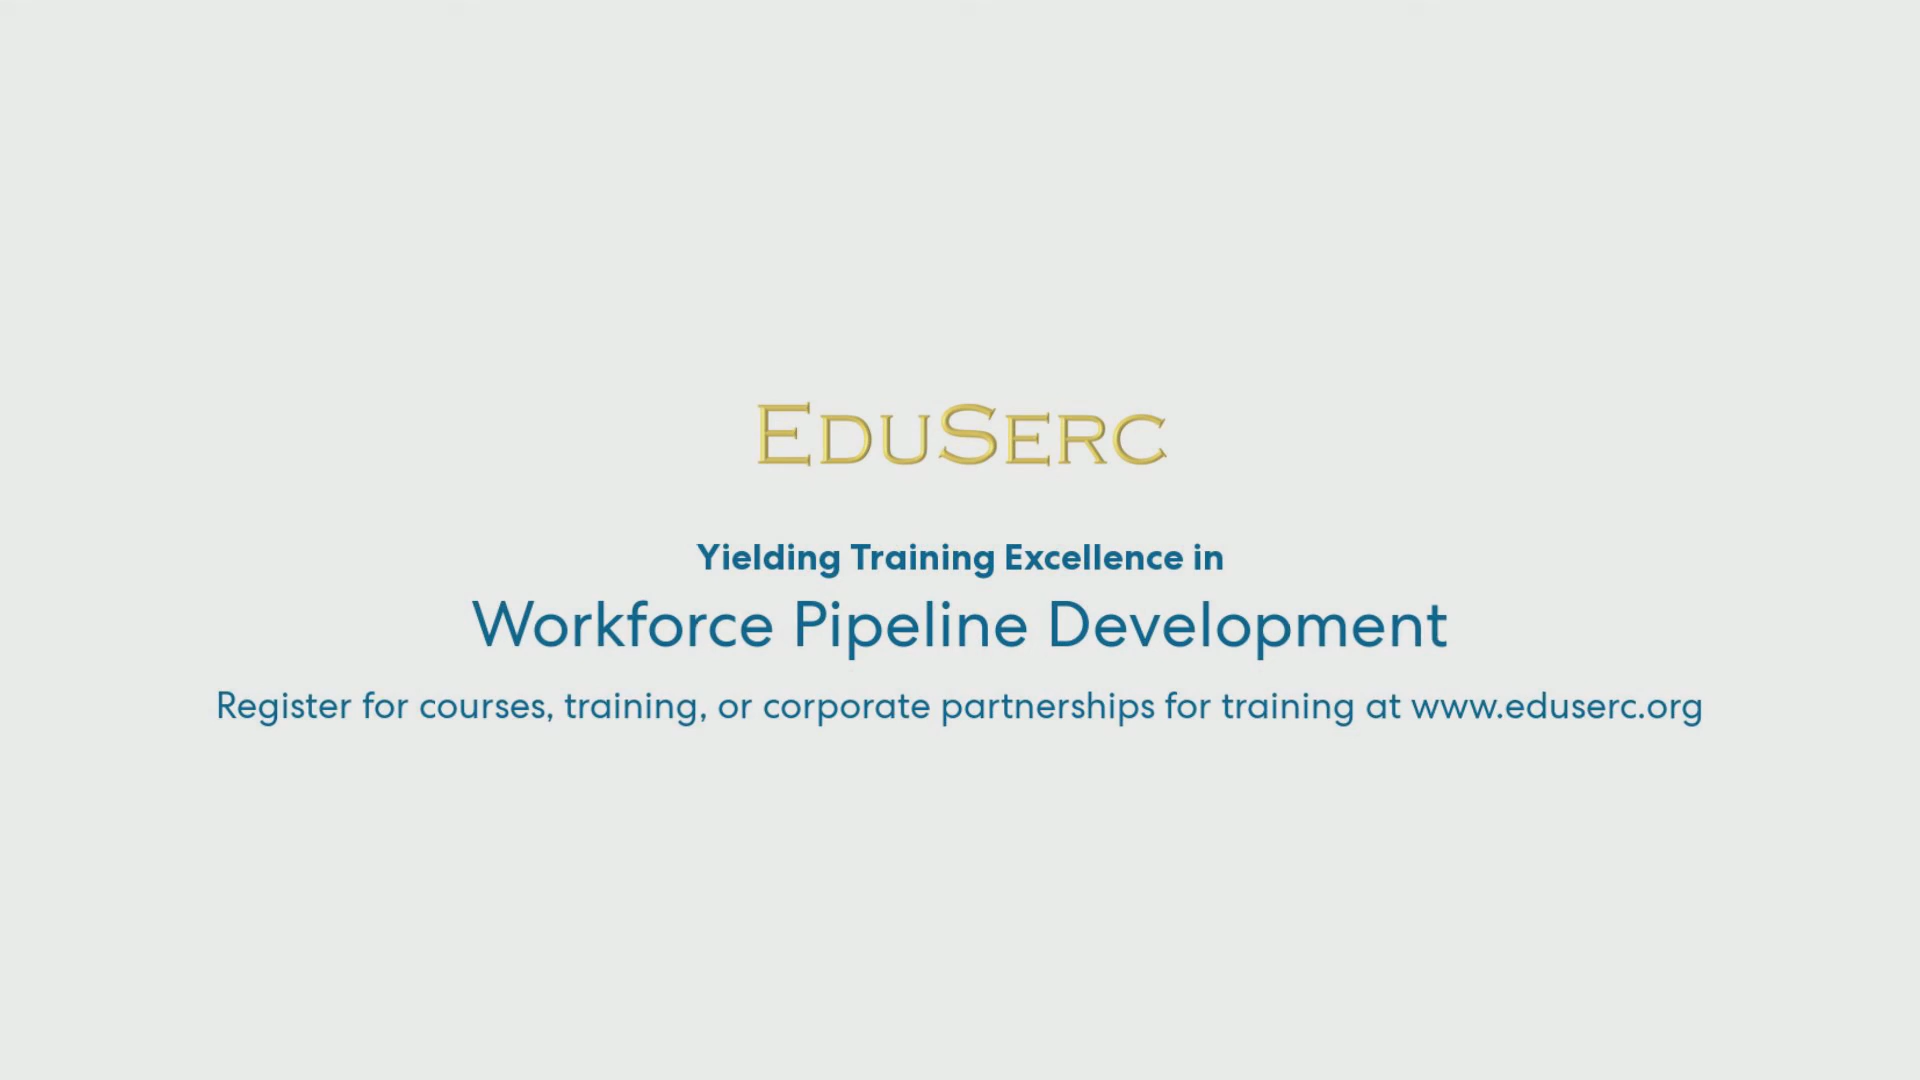 EduSerc
Yielding Training Excellence in
Workforce Pipeline Development
Register for courses, training, or corporate partnerships for training at www.eduserc.org